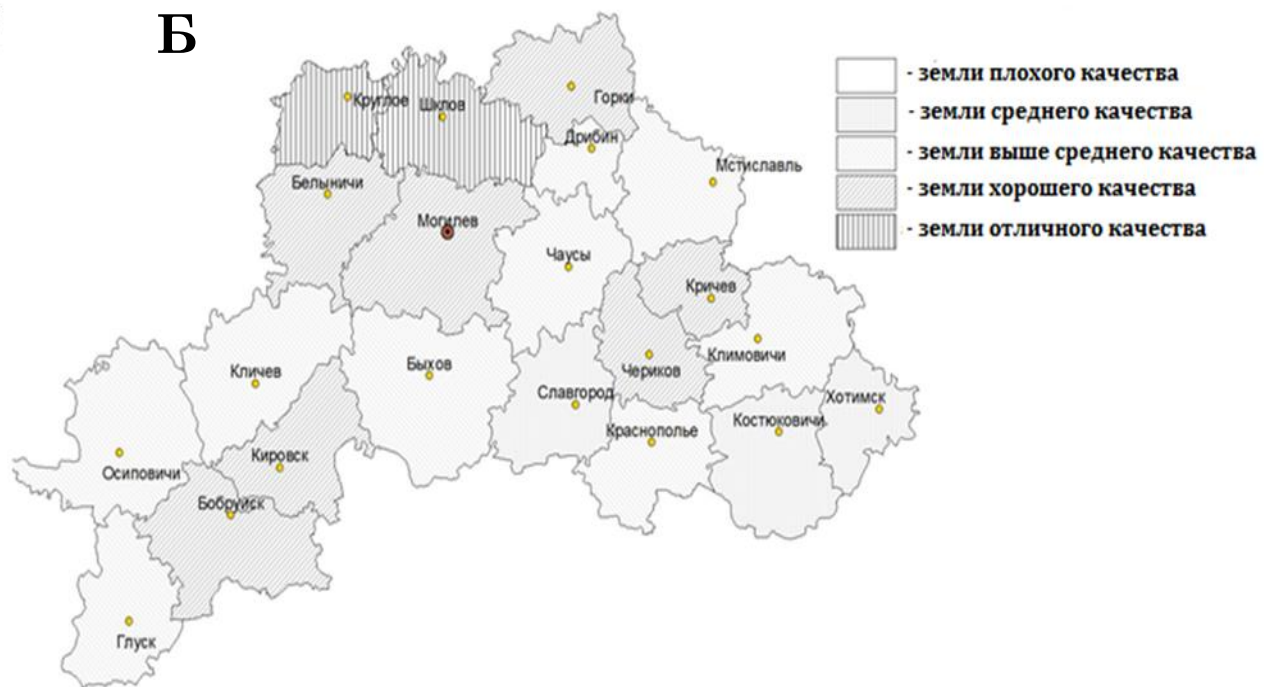 Б
- земли плохого качества
- земли среднего качества
- земли выше среднего качества
- земли хорошего качества
- земли отличного качества
Круглое
Шклов
Горки
Дрибин
Мстиславль
Белыничи
Могилев
Чаусы
Кричев
Климовичи
Чериков
Быхов
Кличев
Славгород
Хотимск
Костюковичи
Краснополье
Кировск
Осиповичи
Бобруйск
Глуск